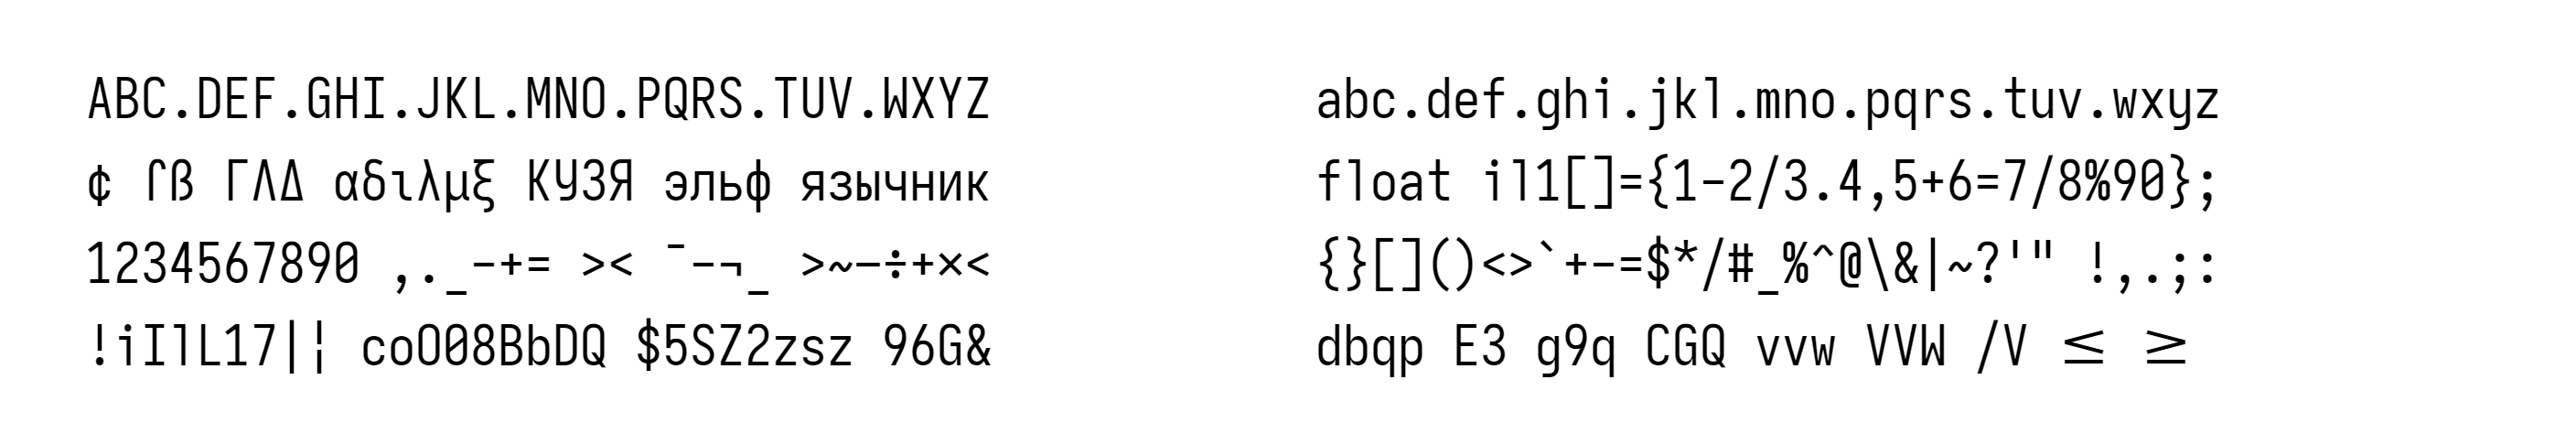 ABC.DEF.GHI.JKL.MNO.PQRS.TUV.WXYZ
¢ ſß ΓΛΔ αδιλμξ КУЗЯ эльф язычник
1234567890 ,._-+= >< ¯-¬_ >~–÷+×<
!iIlL17|¦ coO08BbDQ $5SZ2zsz 96G&
abc.def.ghi.jkl.mno.pqrs.tuv.wxyz
float il1[]={1-2/3.4,5+6=7/8%90};
{}[]()<>`+-=$*/#_%^@\&|~?'" !,.;:
dbqp E3 g9q CGQ vvw VVW /V ≤ ≥